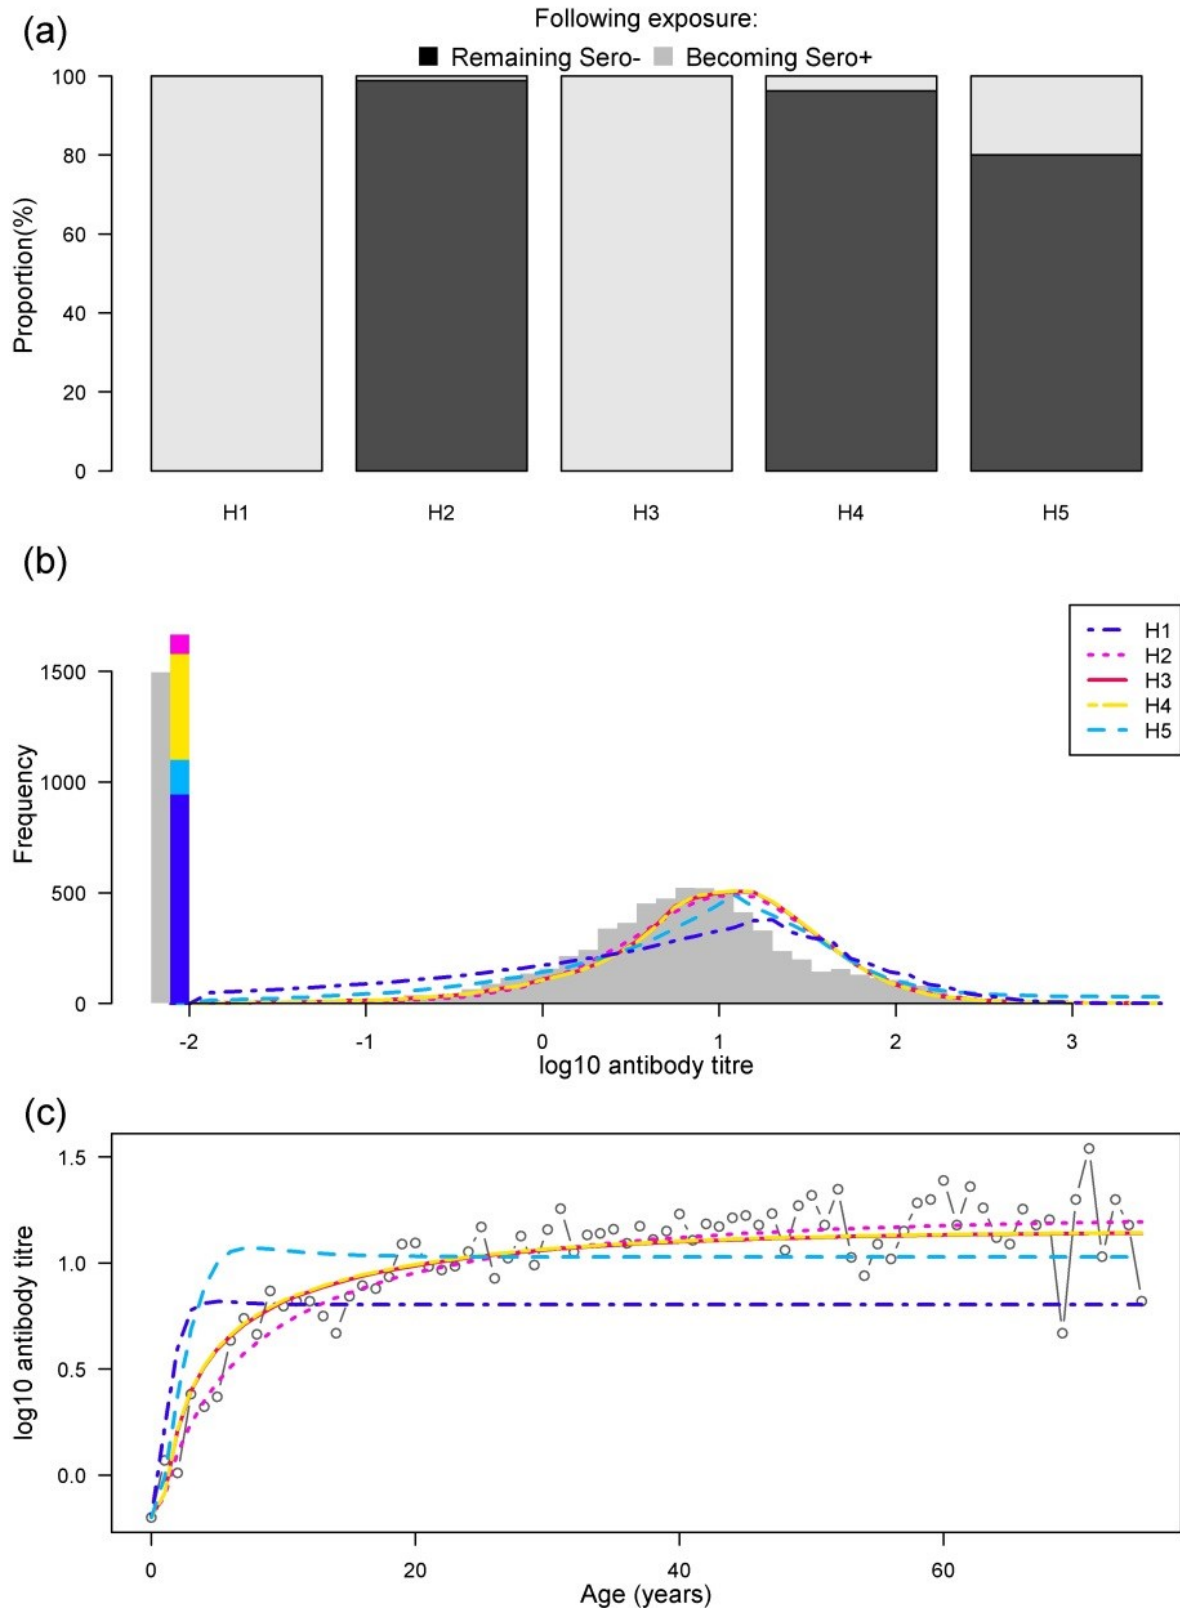 (a)
Following exposure:
Remaining Sero- Becoming Sero+
100
80
60
40
20
0
Proportion(%)
H1 H2 H3 H4 H5
(b)
1500
1000
500
0
Frequency
H1
H2
H3
H4
H5
-2 -1 0 1 2 3
log10 antibody titre
(c)
1.5
1.0
0.5
0.0
log10 antibody titre
0 20 40 60
Age (years)